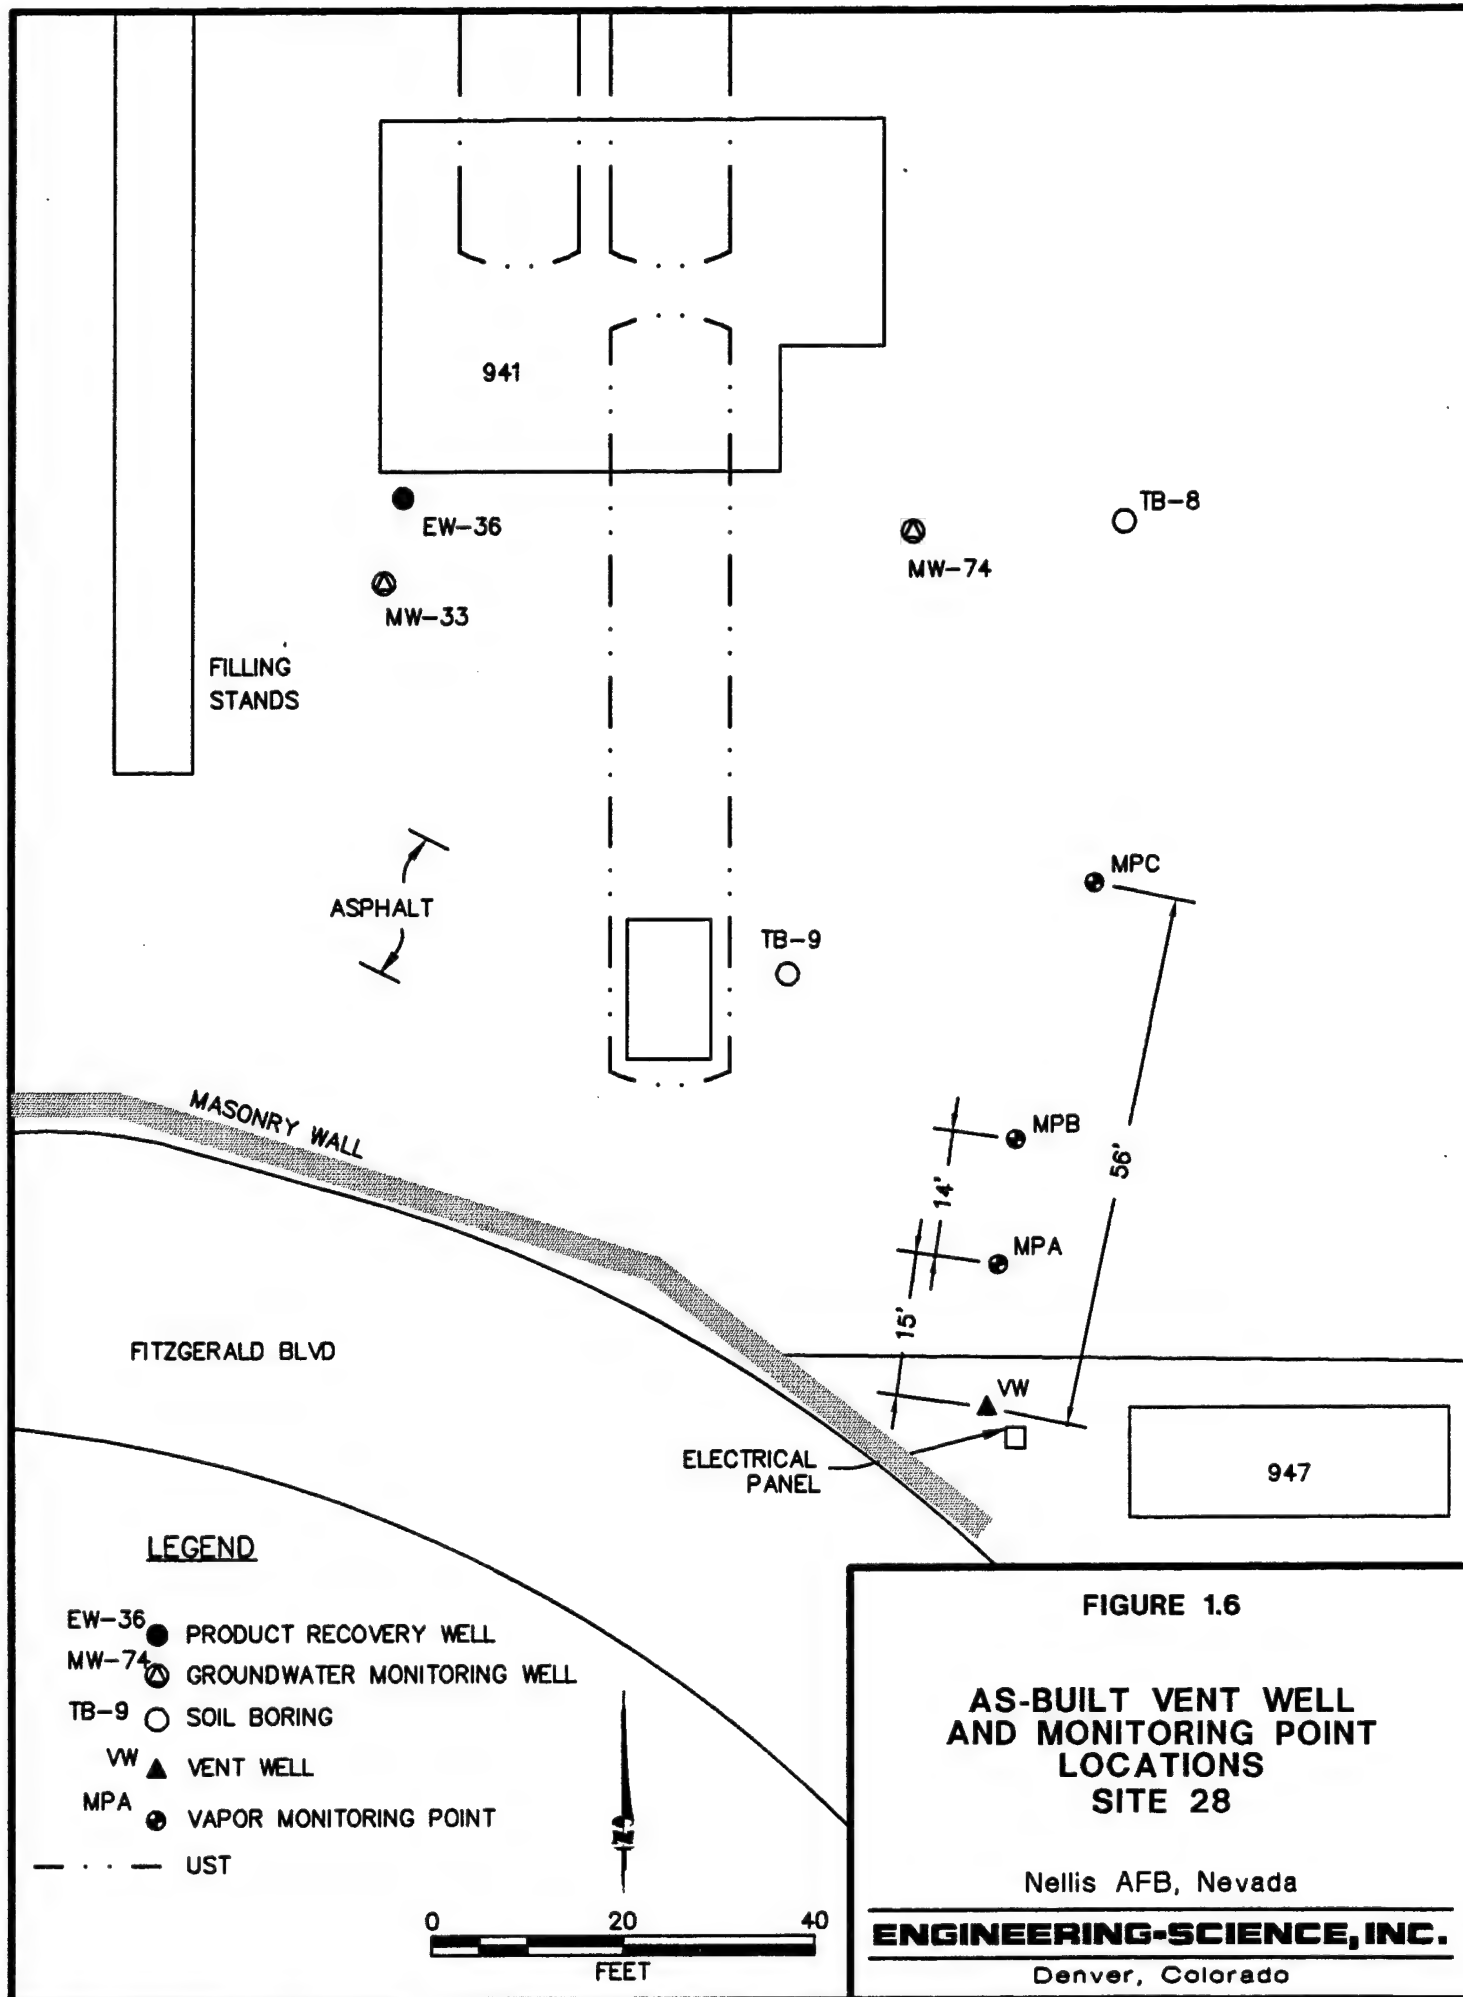 941
EW-36
MW-33
MW-74
TB-8
FILLING
STANDS
MPC
ASPHALT
TB-9
MASONRY WALL
MPB
56'
14'
MPA
15'
FITZGERALD BLVD
VW
ELECTRICAL
PANEL
947
LEGEND
EW-36 PRODUCT RECOVERY WELL
MW-74 GROUNDWATER MONITORING WELL
TB-9 SOIL BORING
VW VENT WELL
MPA VAPOR MONITORING POINT
UST
N
0 20 40
FEET
FIGURE 1.6
AS-BUILT VENT WELL
AND MONITORING POINT
LOCATIONS
SITE 28
Nellis AFB, Nevada
ENGINEERING-SCIENCE, INC.
Denver, Colorado